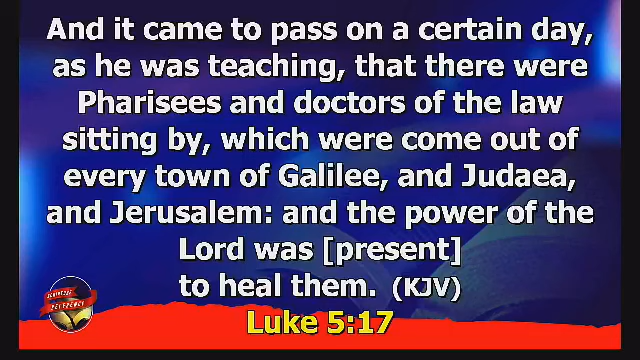 And it came to pass on a certain day,
as he was teaching, that there were
Pharisees and doctors of the law
sitting by, which were come out of
every town of Galilee, and Judaea,
and Jerusalem: and the power of the
Lord was [present]
to heal them. (KJV)
Luke 5:17
REFERENCE